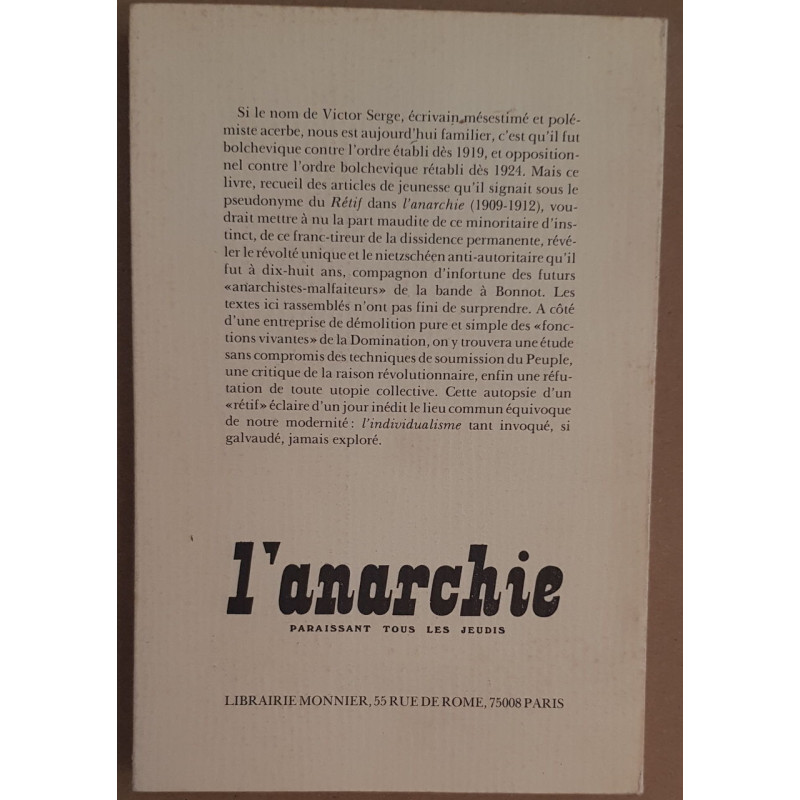 Si le nom de Victor Serge, écrivain mésestimé et polé-
miste acerbe, nous est aujourd'hui familier, c'est qu'il fut
bolchevique contre l'ordre établi dès 1919, et opposition-
nel contre l'ordre bolchevique rétabli dès 1924. Mais ce
livre, recueil des articles de jeunesse qu'il signait sous le
pseudonyme du Rétif dans l'anarchie (1909-1912), vou-
drait mettre à nu la part maudite de ce minoritaire d'ins-
tinct, de ce franc-tireur de la dissidence permanente, révé-
ler le révolté unique et le nietzschéen anti-autoritaire qu'il
fut à dix-huit ans, compagnon d'infortune des futurs
«anarchistes-malfaiteurs» de la bande à Bonnot. Les
textes ici rassemblés n'ont pas fini de surprendre. A côté
d'une entreprise de démolition pure et simple des «fonc-
tions vivantes» de la Domination, on y trouvera une étude
sans compromis des techniques de soumission du Peuple,
une critique de la raison révolutionnaire, enfin une réfu-
tation de toute utopie collective. Cette autopsie d'un
«rétif» éclaire d'un jour inédit le lieu commun équivoque
de notre modernité : l'individualisme tant invoqué, si
galvaudé, jamais exploré.
l'anarchie
PARAISSANT TOUS LES JEUDIS
LIBRAIRIE MONNIER, 55 RUE DE ROME, 75008 PARIS